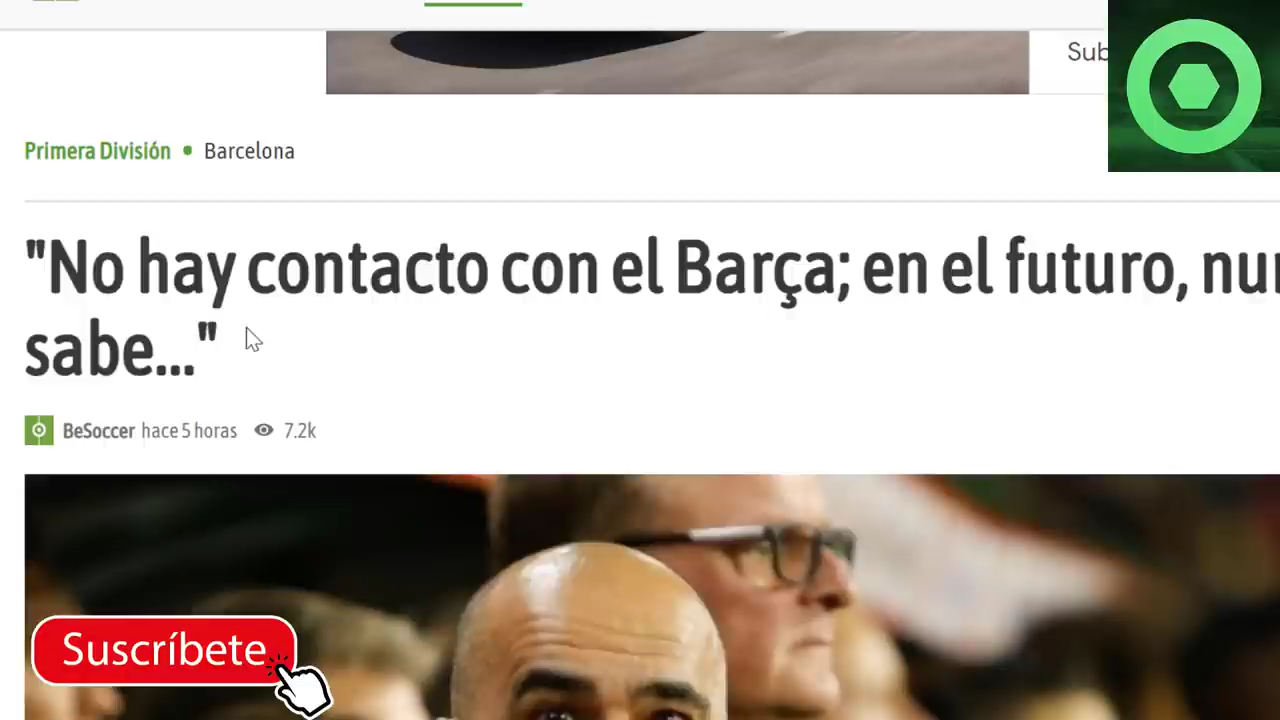 Sub
Primera División • Barcelona
"No hay contacto con el Barça; en el futuro,
sabe..."
BeSoccer hace 5 horas 7.2k
Suscríbete